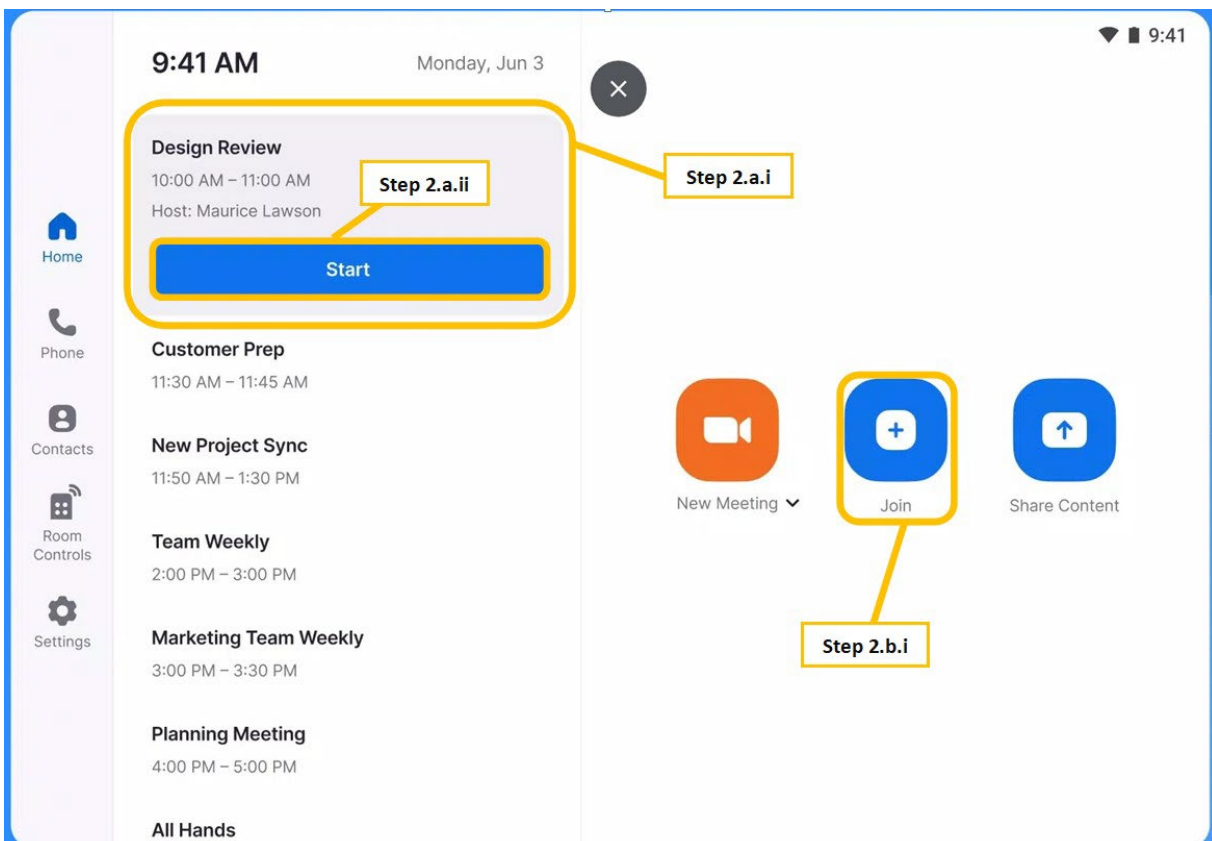 9:41
9:41 AM
Monday, Jun 3
Design Review
10:00 AM – 11:00 AM
Host: Maurice Lawson
Start
Step 2.a.ii
Step 2.a.i
Home
Phone
Contacts
Room
Controls
Settings
Customer Prep
11:30 AM – 11:45 AM
New Project Sync
11:50 AM – 1:30 PM
Team Weekly
2:00 PM – 3:00 PM
Marketing Team Weekly
3:00 PM – 3:30 PM
Planning Meeting
4:00 PM – 5:00 PM
All Hands
New Meeting
Join
Share Content
Step 2.b.i